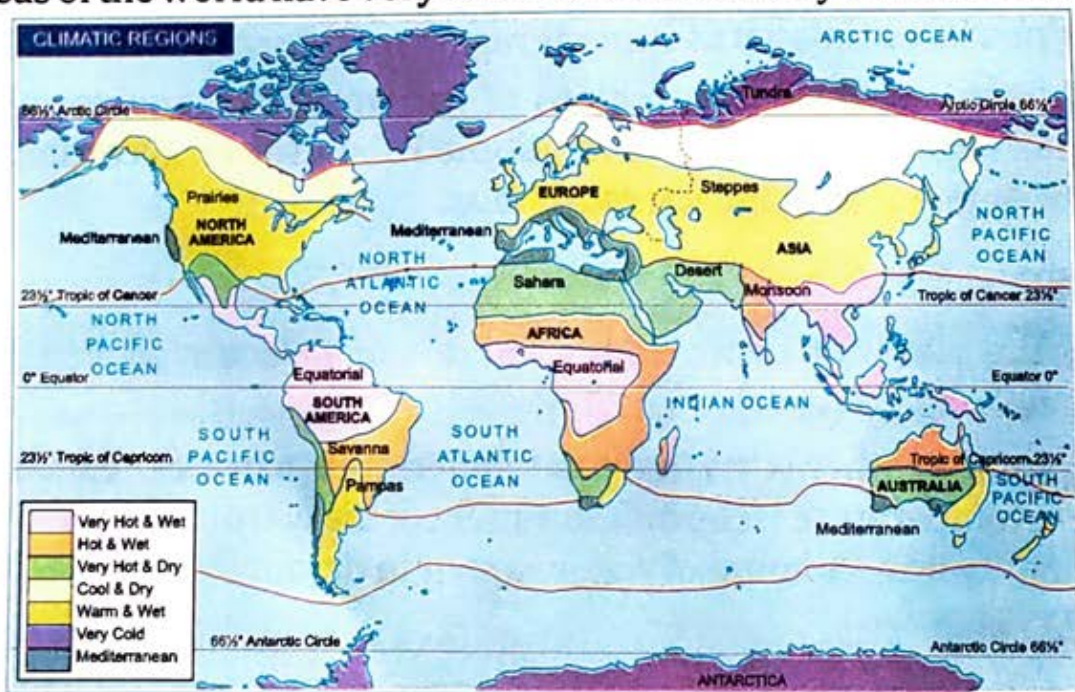 of the world have very
CLIMATIC REGIONS
ARCTIC OCEAN
Tundra
66½° Arctic Circle
Arctic Circle 66½°
Prairies
EUROPE
Steppes
NORTH AMERICA
Mediterranean
Mediterranean
ASIA
NORTH PACIFIC OCEAN
NORTH ATLANTIC OCEAN
Sahara
Desert
Monsoon
23½° Tropic of Cancer
Tropic of Cancer 23½°
NORTH PACIFIC OCEAN
AFRICA
Equatorial
Equatorial
0° Equator
Equator 0°
SOUTH AMERICA
INDIAN OCEAN
SOUTH PACIFIC OCEAN
Savanna
SOUTH ATLANTIC OCEAN
23½° Tropic of Capricorn
Tropic of Capricorn 23½°
Pampas
AUSTRALIA
SOUTH PACIFIC OCEAN
Mediterranean
Very Hot & Wet
Hot & Wet
Very Hot & Dry
Cool & Dry
Warm & Wet
Very Cold
Mediterranean
66½° Antarctic Circle
Antarctic Circle 66½°
ANTARCTICA